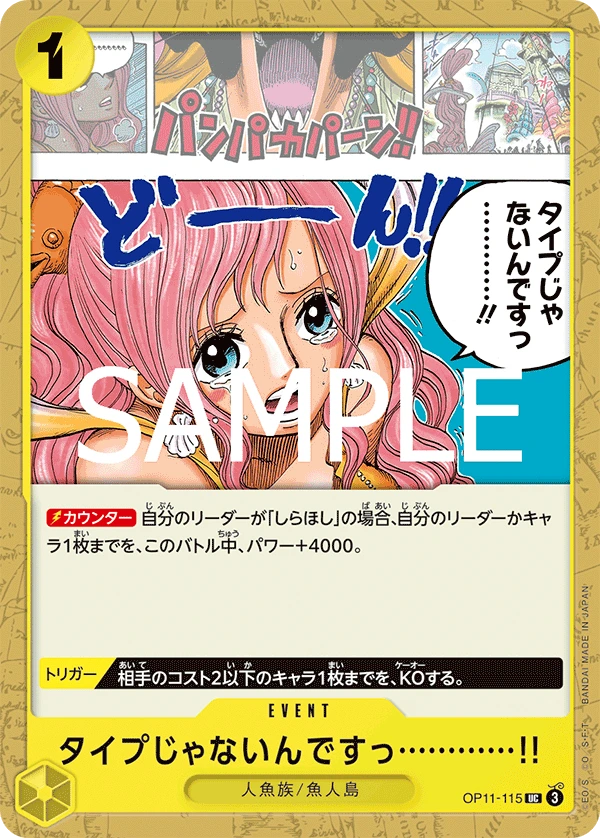 DLICHES EISMEER
1
パンパカパーン!!
どーん!!
タイプじゃ
ないんですっ
…………!!
SAMPLE
カウンター 自分のリーダーが「しらほし」の場合、自分のリーダーかキャ
ラ1枚までを、このバトル中、パワー+4000。
トリガー 相手のコスト2以下のキャラ1枚までを、KOする。
EVENT
タイプじゃないんですっ…………!!
人魚族/魚人島
OP11-115 UC 3
©E.O.S. ©S.F.T. BANDAI MADE IN JAPAN